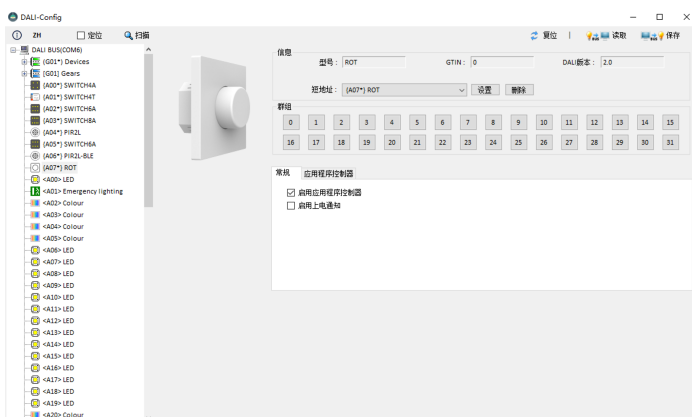 DALI-Config
ZH 定位 扫描 复位 读取 保存
DALI BUS(COM6)
(G01*) Devices
[G01] Gears
(A00*) SWITCH4A
(A01*) SWITCH4T
(A02*) SWITCH6A
(A03*) SWITCH8A
(A04*) PIR2L
(A05*) SWITCH6A
(A06*) PIR2L-BLE
(A07*) ROT
<A00> LED
<A01> Emergency lighting
<A02> Colour
<A03> Colour
<A04> Colour
<A05> Colour
<A06> LED
<A07> LED
<A08> LED
<A09> LED
<A10> LED
<A11> LED
<A12> LED
<A13> LED
<A14> LED
<A15> LED
<A16> LED
<A17> LED
<A18> LED
<A19> LED
<A20> Colour
信息
型号: ROT GTIN: 0 DALI版本: 2.0
短地址: (A07*) ROT 设置 删除
群组
0 1 2 3 4 5 6 7 8 9 10 11 12 13 14 15
16 17 18 19 20 21 22 23 24 25 26 27 28 29 30 31
常规 应用程序控制器
启用应用程序控制器
启用上电通知